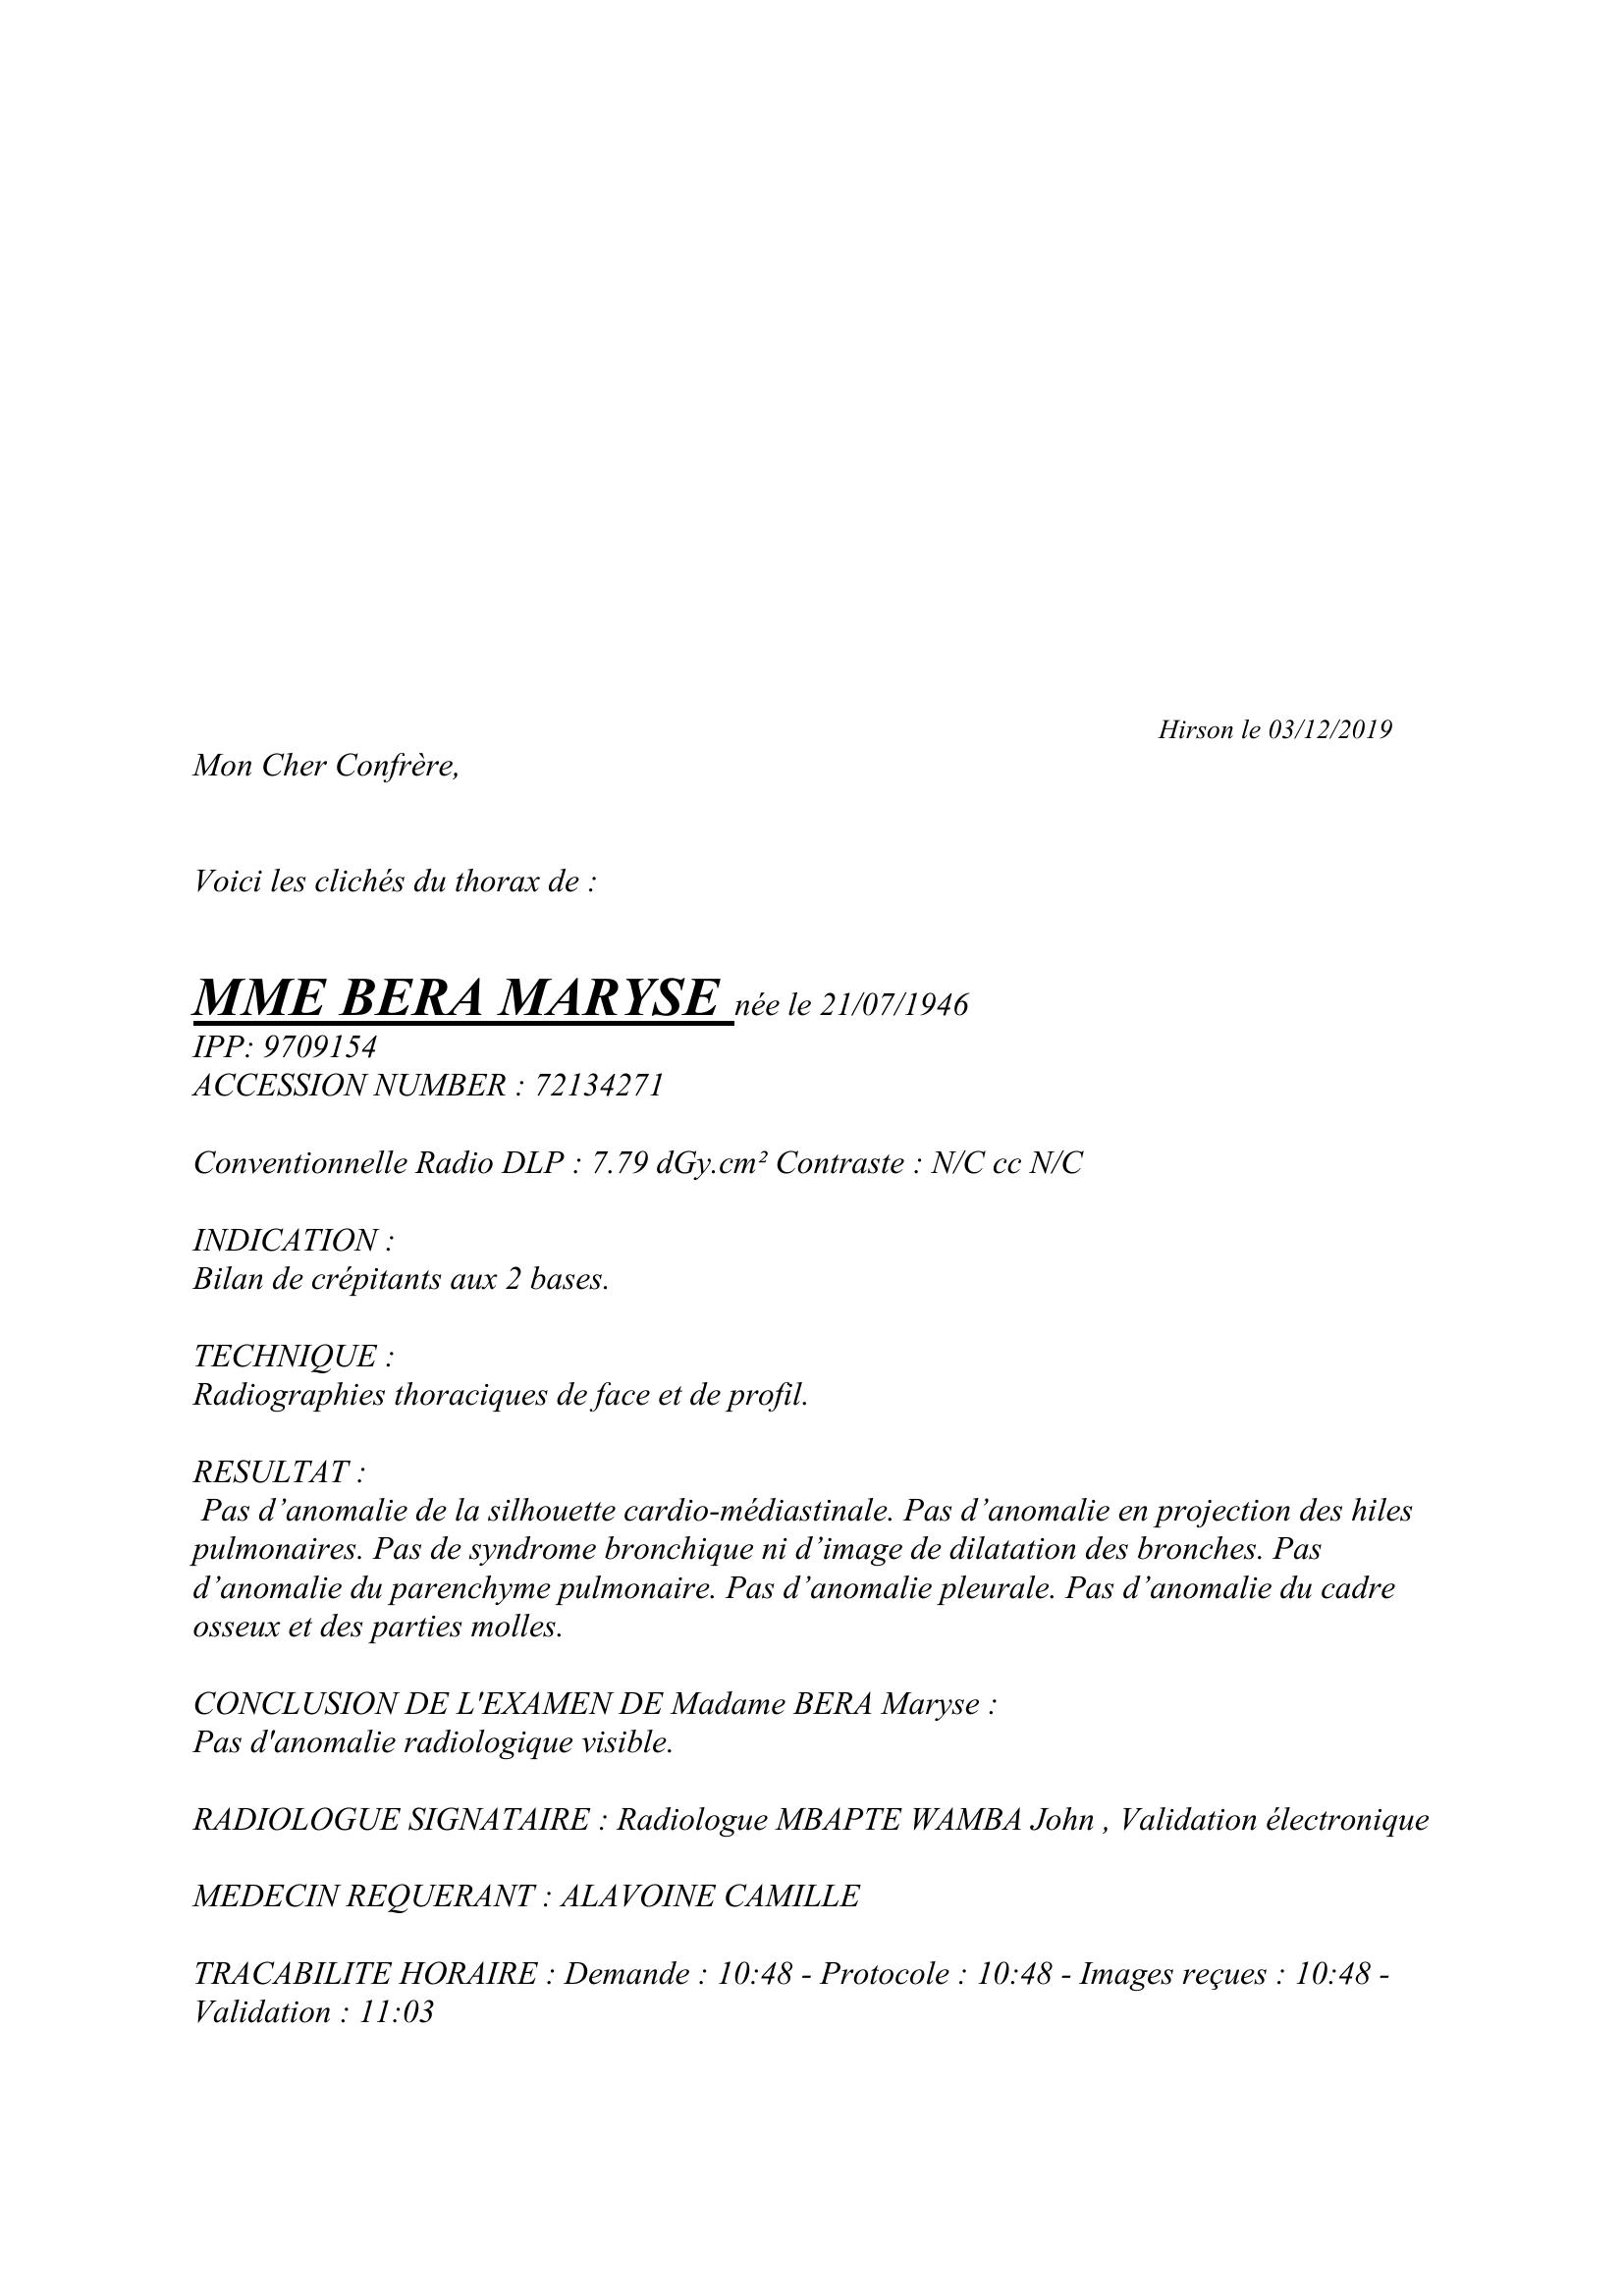 Hirson le 03/12/2019
Mon Cher Confrère,
Voici les clichés du thorax de :
MME BERA MARYSE née le 21/07/1946
IPP: 9709154
ACCESSION NUMBER : 72134271
Conventionnelle Radio DLP : 7.79 dGy.cm² Contraste : N/C cc N/C
INDICATION :
Bilan de crépitants aux 2 bases.
TECHNIQUE :
Radiographies thoraciques de face et de profil.
RESULTAT :
Pas d’anomalie de la silhouette cardio-médiastinale. Pas d’anomalie en projection des hiles
pulmonaires. Pas de syndrome bronchique ni d’image de dilatation des bronches. Pas
d’anomalie du parenchyme pulmonaire. Pas d’anomalie pleurale. Pas d’anomalie du cadre
osseux et des parties molles.
CONCLUSION DE L'EXAMEN DE Madame BERA Maryse :
Pas d'anomalie radiologique visible.
RADIOLOGUE SIGNATAIRE : Radiologue MBAPTE WAMBA John , Validation électronique
MEDECIN REQUERANT : ALAVOINE CAMILLE
TRACABILITE HORAIRE : Demande : 10:48 - Protocole : 10:48 - Images reçues : 10:48 -
Validation : 11:03